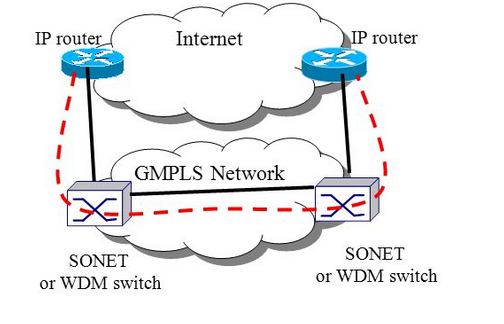 IP router
Internet
IP router
GMPLS Network
SONET
or WDM switch
SONET
or WDM switch